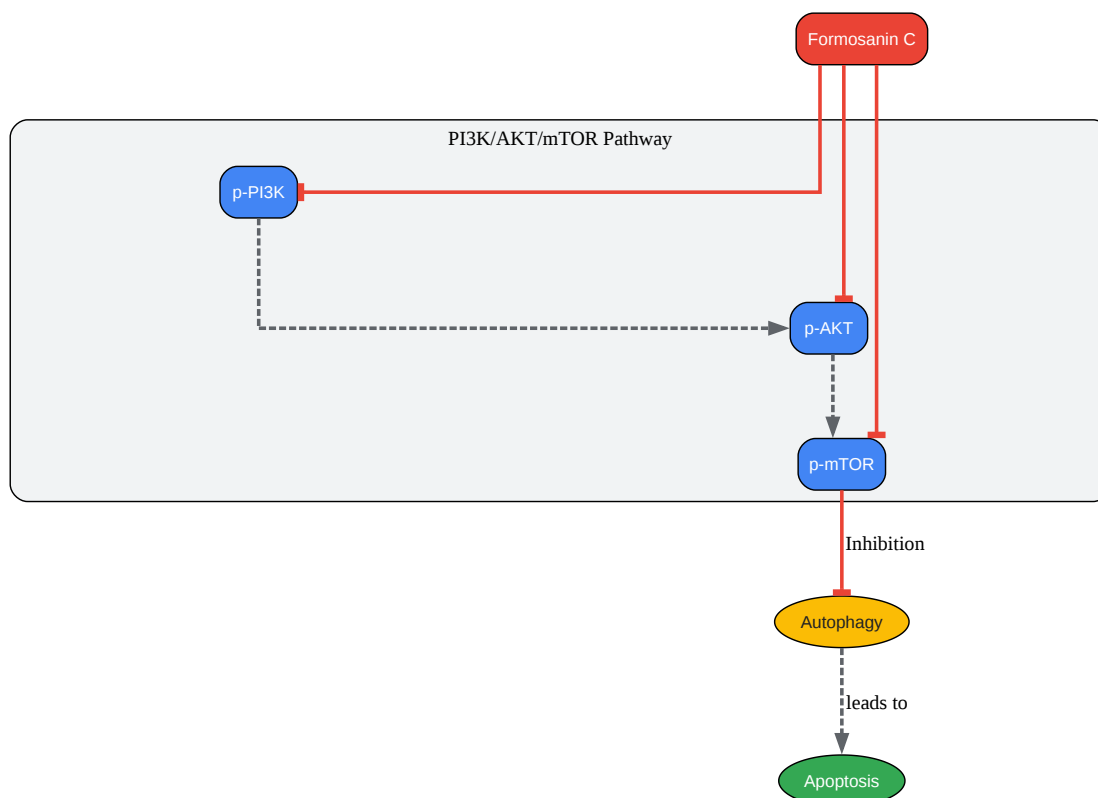 Formosanin C
PI3K/AKT/mTOR Pathway
p-PI3K
p-AKT
p-mTOR
Inhibition
Autophagy
leads to
Apoptosis